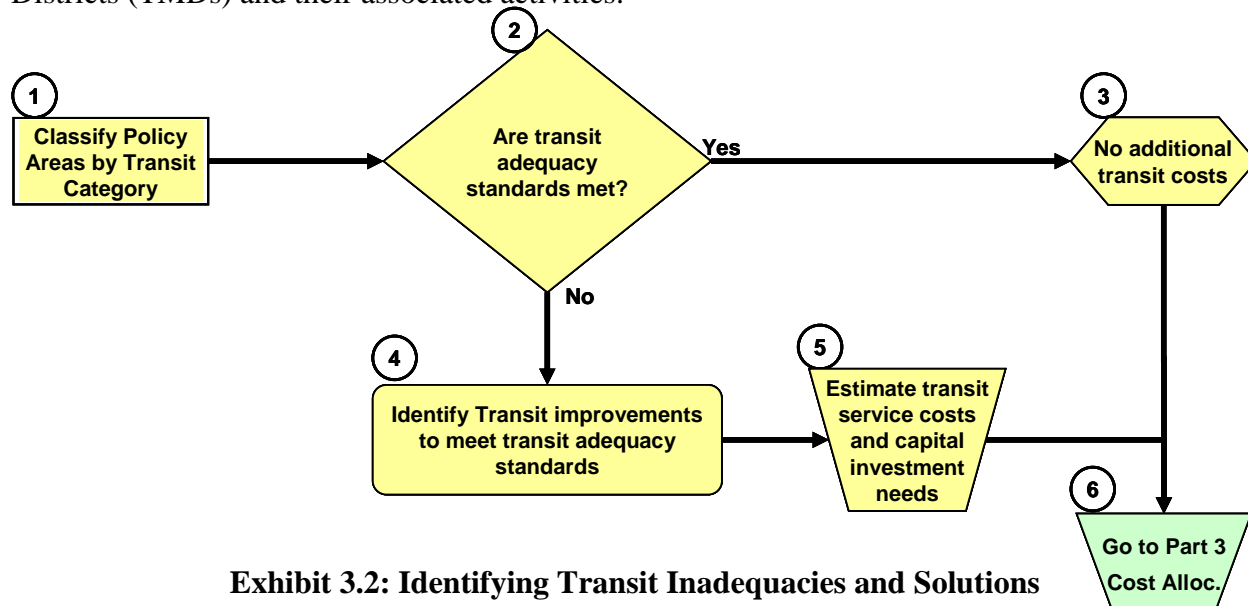 Districts (TMDs) and their associated activities.
2
1
Classify Policy
Areas by Transit
Category
Are transit
adequacy
standards met?
Yes
3
No additional
transit costs
No
4
Identify Transit improvements
to meet transit adequacy
standards
5
Estimate transit
service costs
and capital
investment
needs
6
Go to Part 3
Cost Alloc.
Exhibit 3.2: Identifying Transit Inadequacies and Solutions